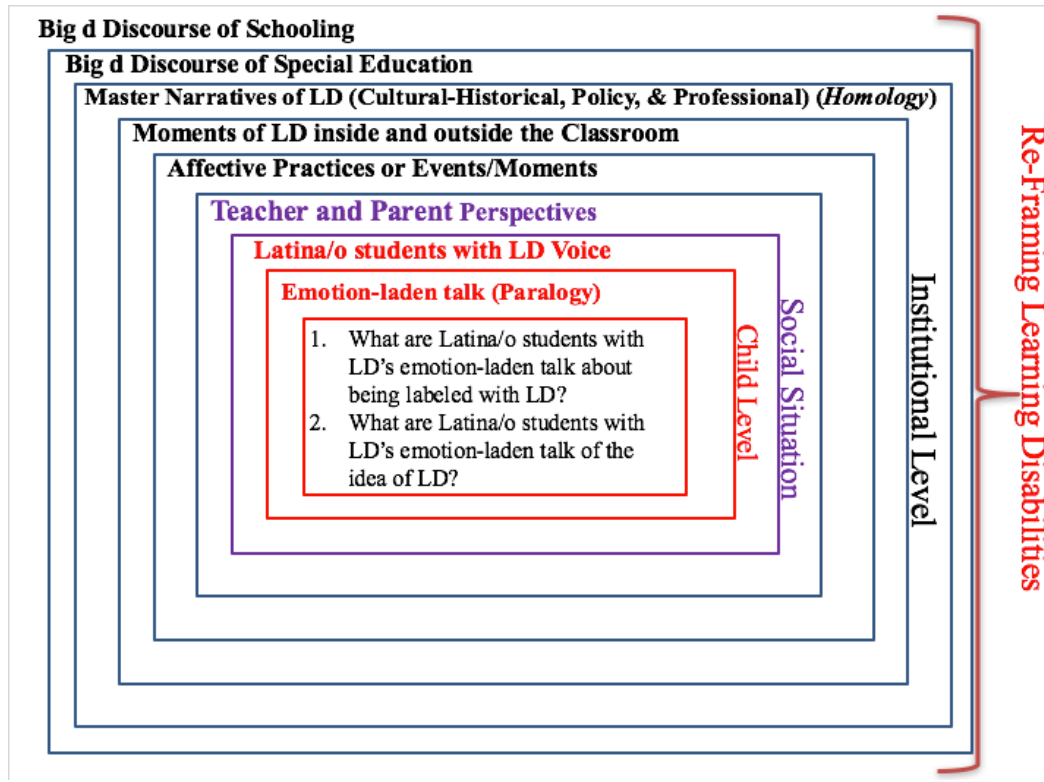 Big d Discourse of Schooling
Big d Discourse of Special Education
Master Narratives of LD (Cultural-Historical, Policy, & Professional) (Homology)
Moments of LD inside and outside the Classroom
Affective Practices or Events/Moments
Teacher and Parent Perspectives
Latina/o students with LD Voice
Emotion-laden talk (Paralogy)
1. What are Latina/o students with
LD’s emotion-laden talk about
being labeled with LD?
2. What are Latina/o students with
LD’s emotion-laden talk of the
idea of LD?
Child Level
Social Situation
Institutional Level
Re-Framing Learning Disabilities